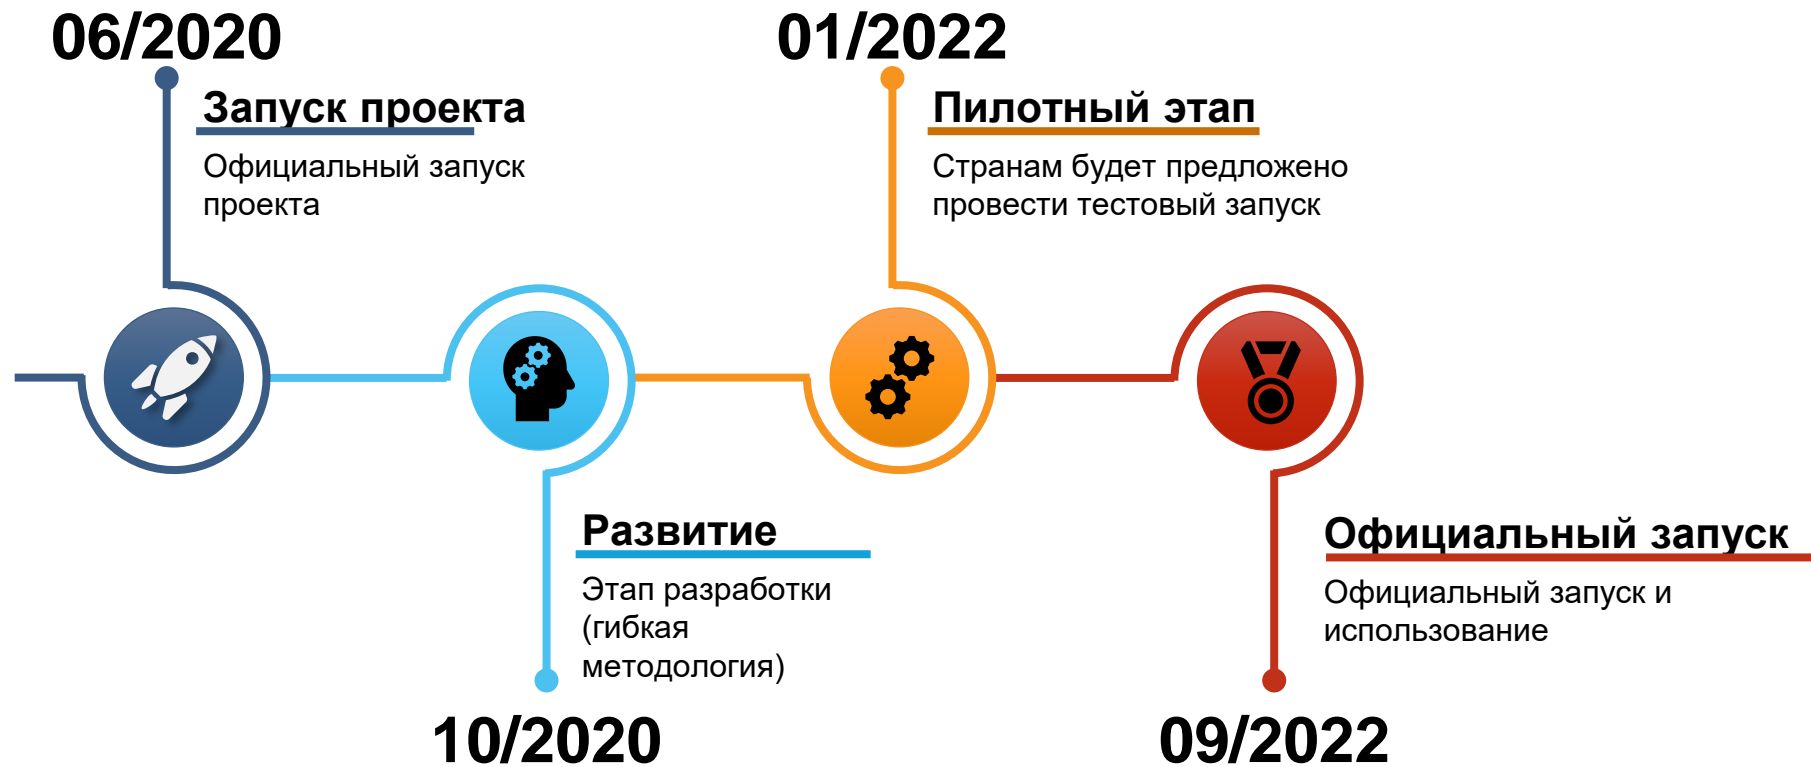 06/2020
Запуск проекта
Официальный запуск
проекта
10/2020
Развитие
Этап разработки
(гибкая
методология)
01/2022
Пилотный этап
Странам будет предложено
провести тестовый запуск
09/2022
Официальный запуск
Официальный запуск и
использование